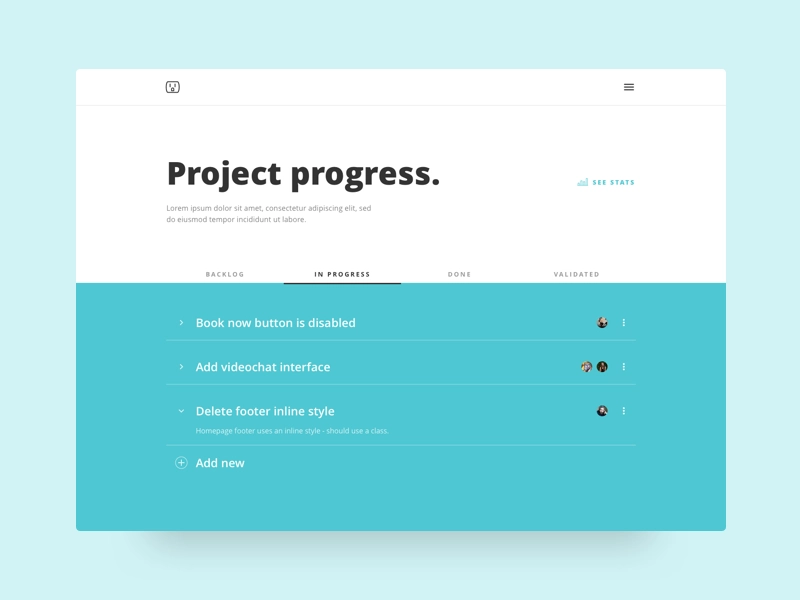 Project progress.
SEE STATS
Lorem ipsum dolor sit amet, consectetur adipiscing elit, sed
do eiusmod tempor incididunt ut labore.
BACKLOG
IN PROGRESS
DONE
VALIDATED
Book now button is disabled
Add videochat interface
Delete footer inline style
Homepage footer uses an inline style - should use a class.
Add new